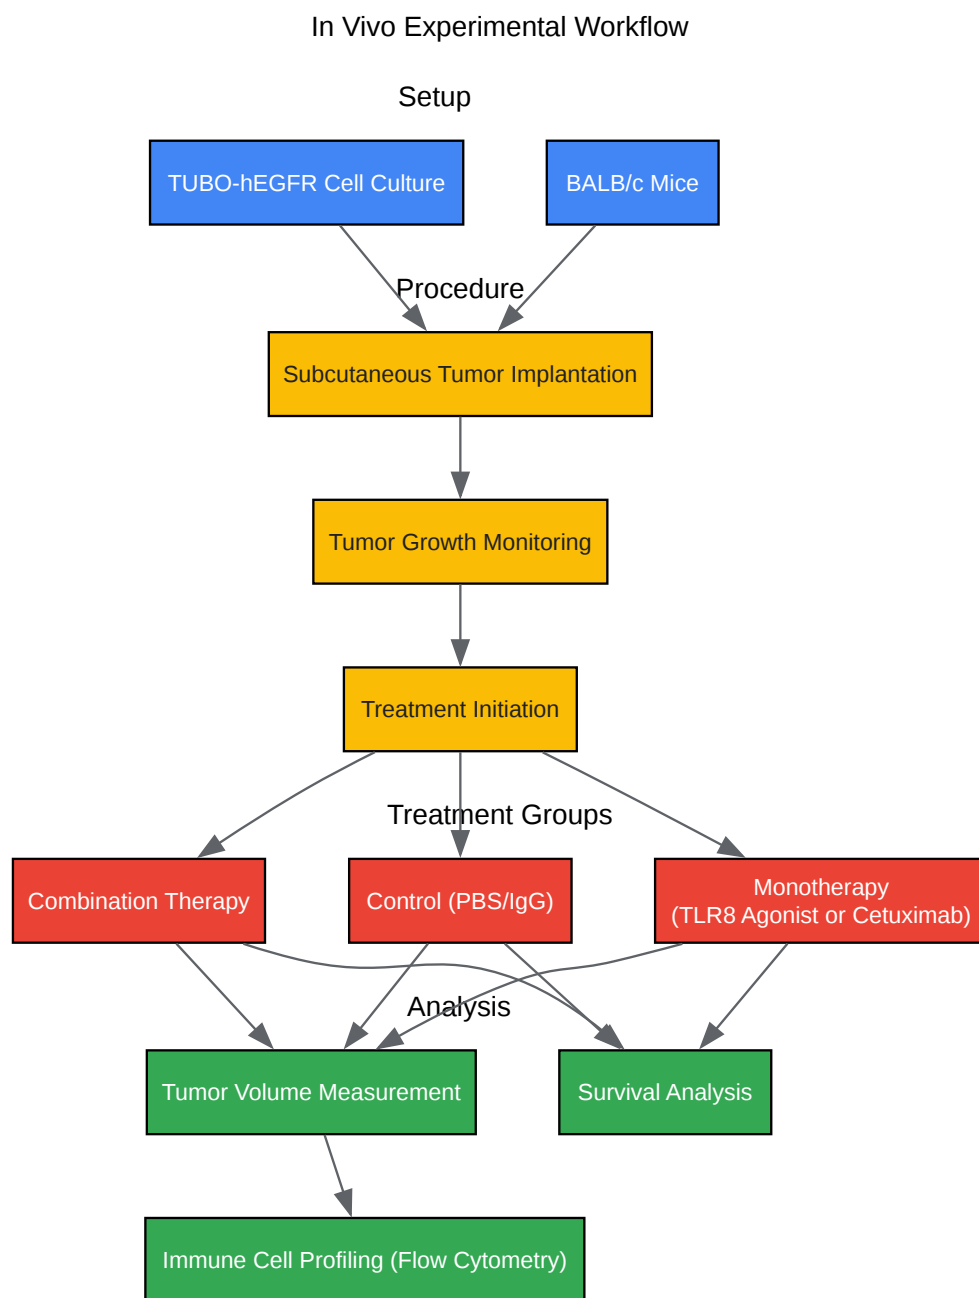 In Vivo Experimental Workflow
Setup
TUBO-hEGFR Cell Culture
BALB/c Mice
Procedure
Subcutaneous Tumor Implantation
Tumor Growth Monitoring
Treatment Initiation
Treatment Groups
Combination Therapy
Control (PBS/IgG)
Monotherapy
(TLR8 Agonist or Cetuximab)
Analysis
Tumor Volume Measurement
Survival Analysis
Immune Cell Profiling (Flow Cytometry)